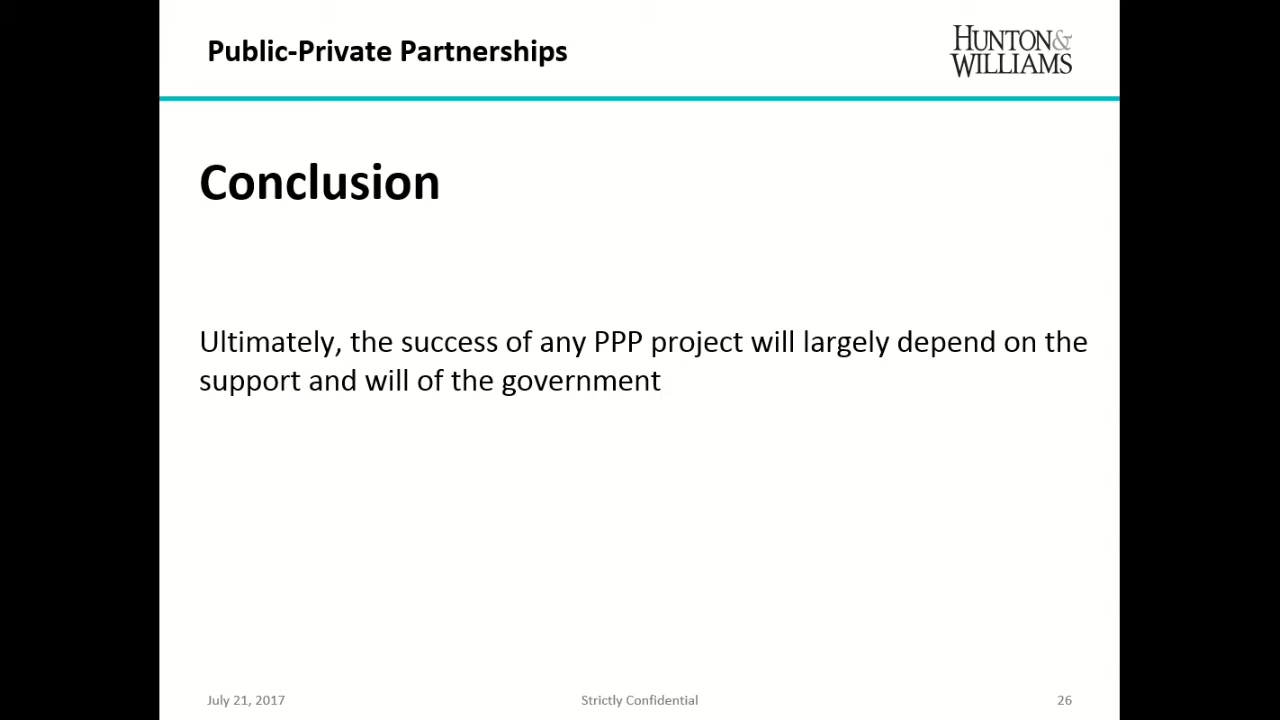 Public-Private Partnerships
HUNTON&
WILLIAMS
Conclusion
Ultimately, the success of any PPP project will largely depend on the
support and will of the government
July 21, 2017
Strictly Confidential
26